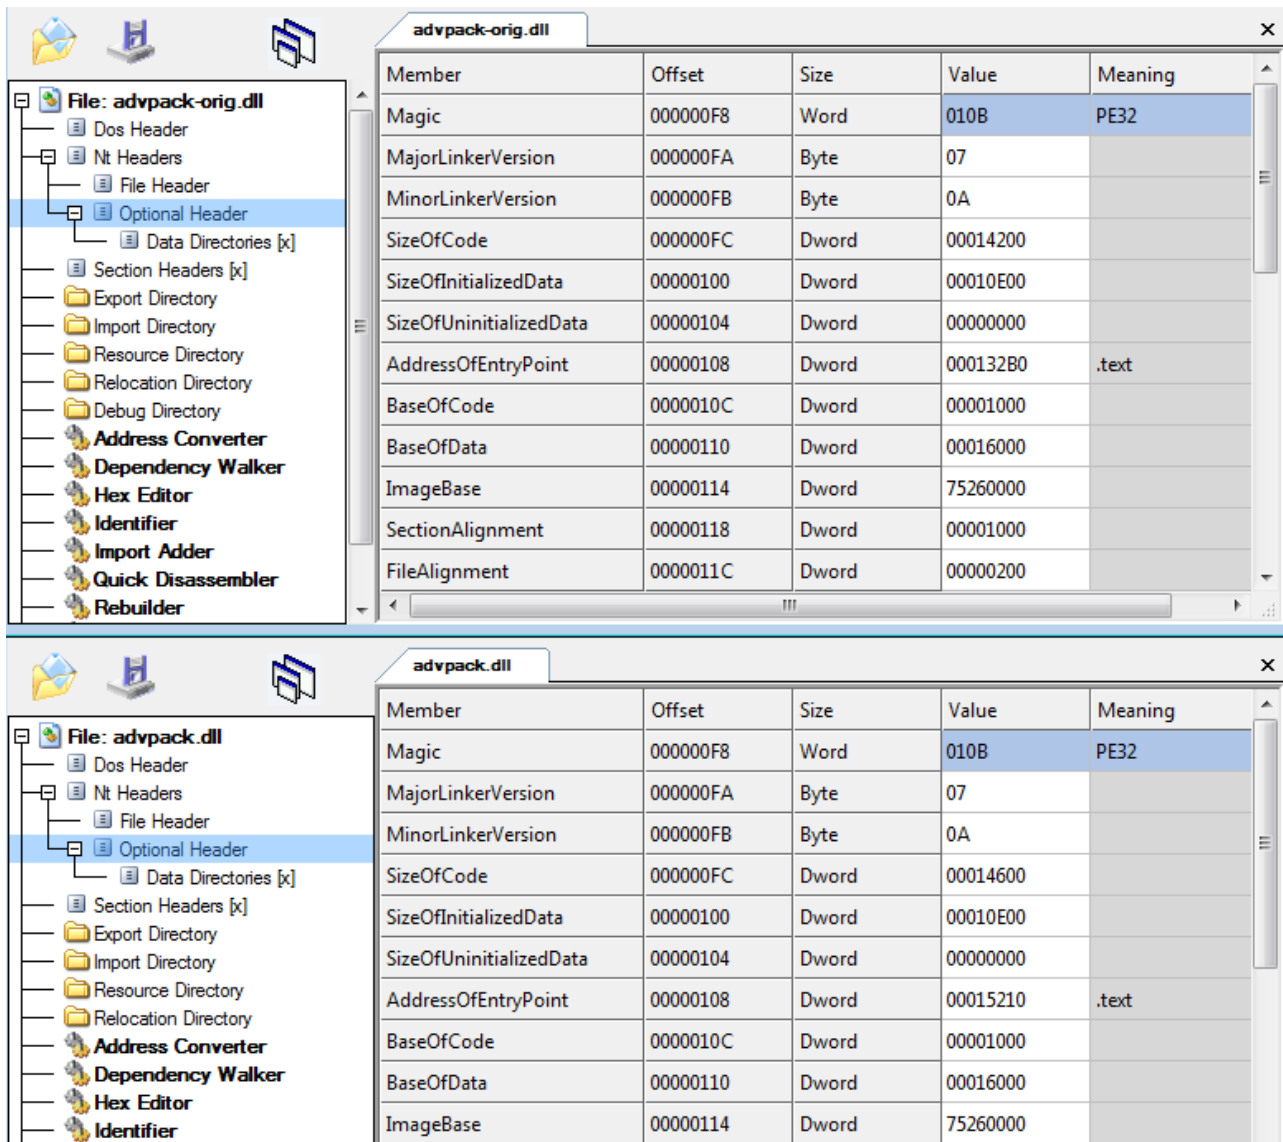 advpack-orig.dll
Member Offset Size Value Meaning
File: advpack-orig.dll
Dos Header
Nt Headers
File Header
Optional Header
Data Directories [x]
Section Headers [x]
Export Directory
Import Directory
Resource Directory
Relocation Directory
Debug Directory
Address Converter
Dependency Walker
Hex Editor
Identifier
Import Adder
Quick Disassembler
Rebuilder
Magic 000000F8 Word 010B PE32
MajorLinkerVersion 000000FA Byte 07
MinorLinkerVersion 000000FB Byte 0A
SizeOfCode 000000FC Dword 00014200
SizeOfInitializedData 00000100 Dword 00010E00
SizeOfUninitializedData 00000104 Dword 00000000
AddressOfEntryPoint 00000108 Dword 000132B0 .text
BaseOfCode 0000010C Dword 00001000
BaseOfData 00000110 Dword 00016000
ImageBase 00000114 Dword 75260000
SectionAlignment 00000118 Dword 00001000
FileAlignment 0000011C Dword 00000200
advpack.dll
Member Offset Size Value Meaning
File: advpack.dll
Dos Header
Nt Headers
File Header
Optional Header
Data Directories [x]
Section Headers [x]
Export Directory
Import Directory
Resource Directory
Relocation Directory
Address Converter
Dependency Walker
Hex Editor
Identifier
Magic 000000F8 Word 010B PE32
MajorLinkerVersion 000000FA Byte 07
MinorLinkerVersion 000000FB Byte 0A
SizeOfCode 000000FC Dword 00014600
SizeOfInitializedData 00000100 Dword 00010E00
SizeOfUninitializedData 00000104 Dword 00000000
AddressOfEntryPoint 00000108 Dword 00015210 .text
BaseOfCode 0000010C Dword 00001000
BaseOfData 00000110 Dword 00016000
ImageBase 00000114 Dword 75260000